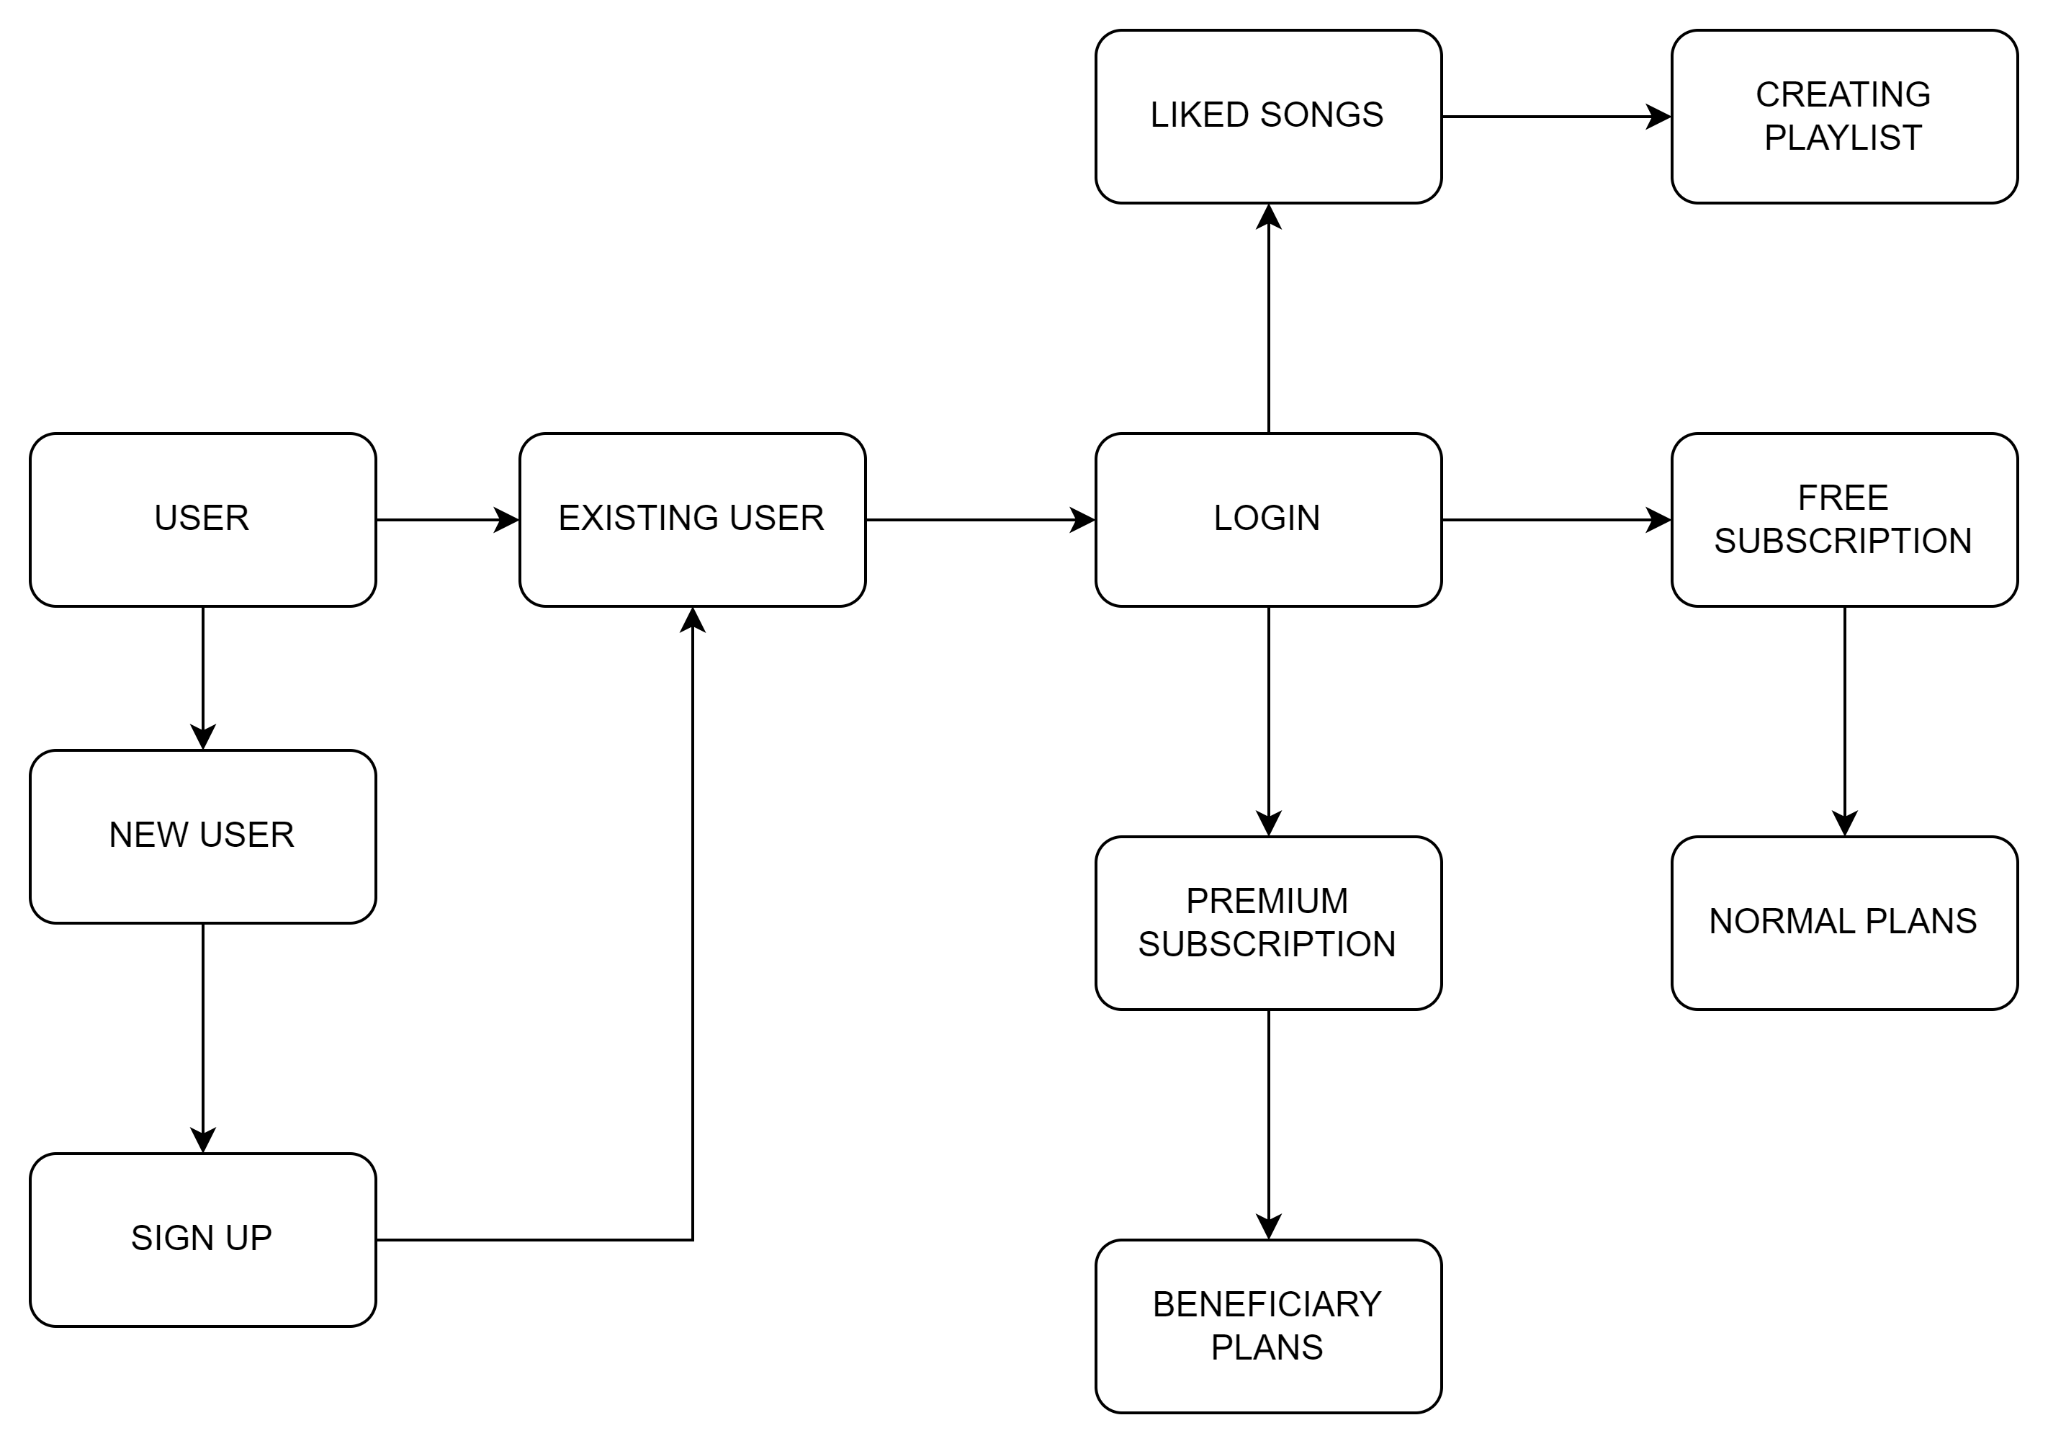 LIKED SONGS
CREATING
PLAYLIST
USER
EXISTING USER
LOGIN
FREE
SUBSCRIPTION
NEW USER
PREMIUM
SUBSCRIPTION
NORMAL PLANS
SIGN UP
BENEFICIARY
PLANS